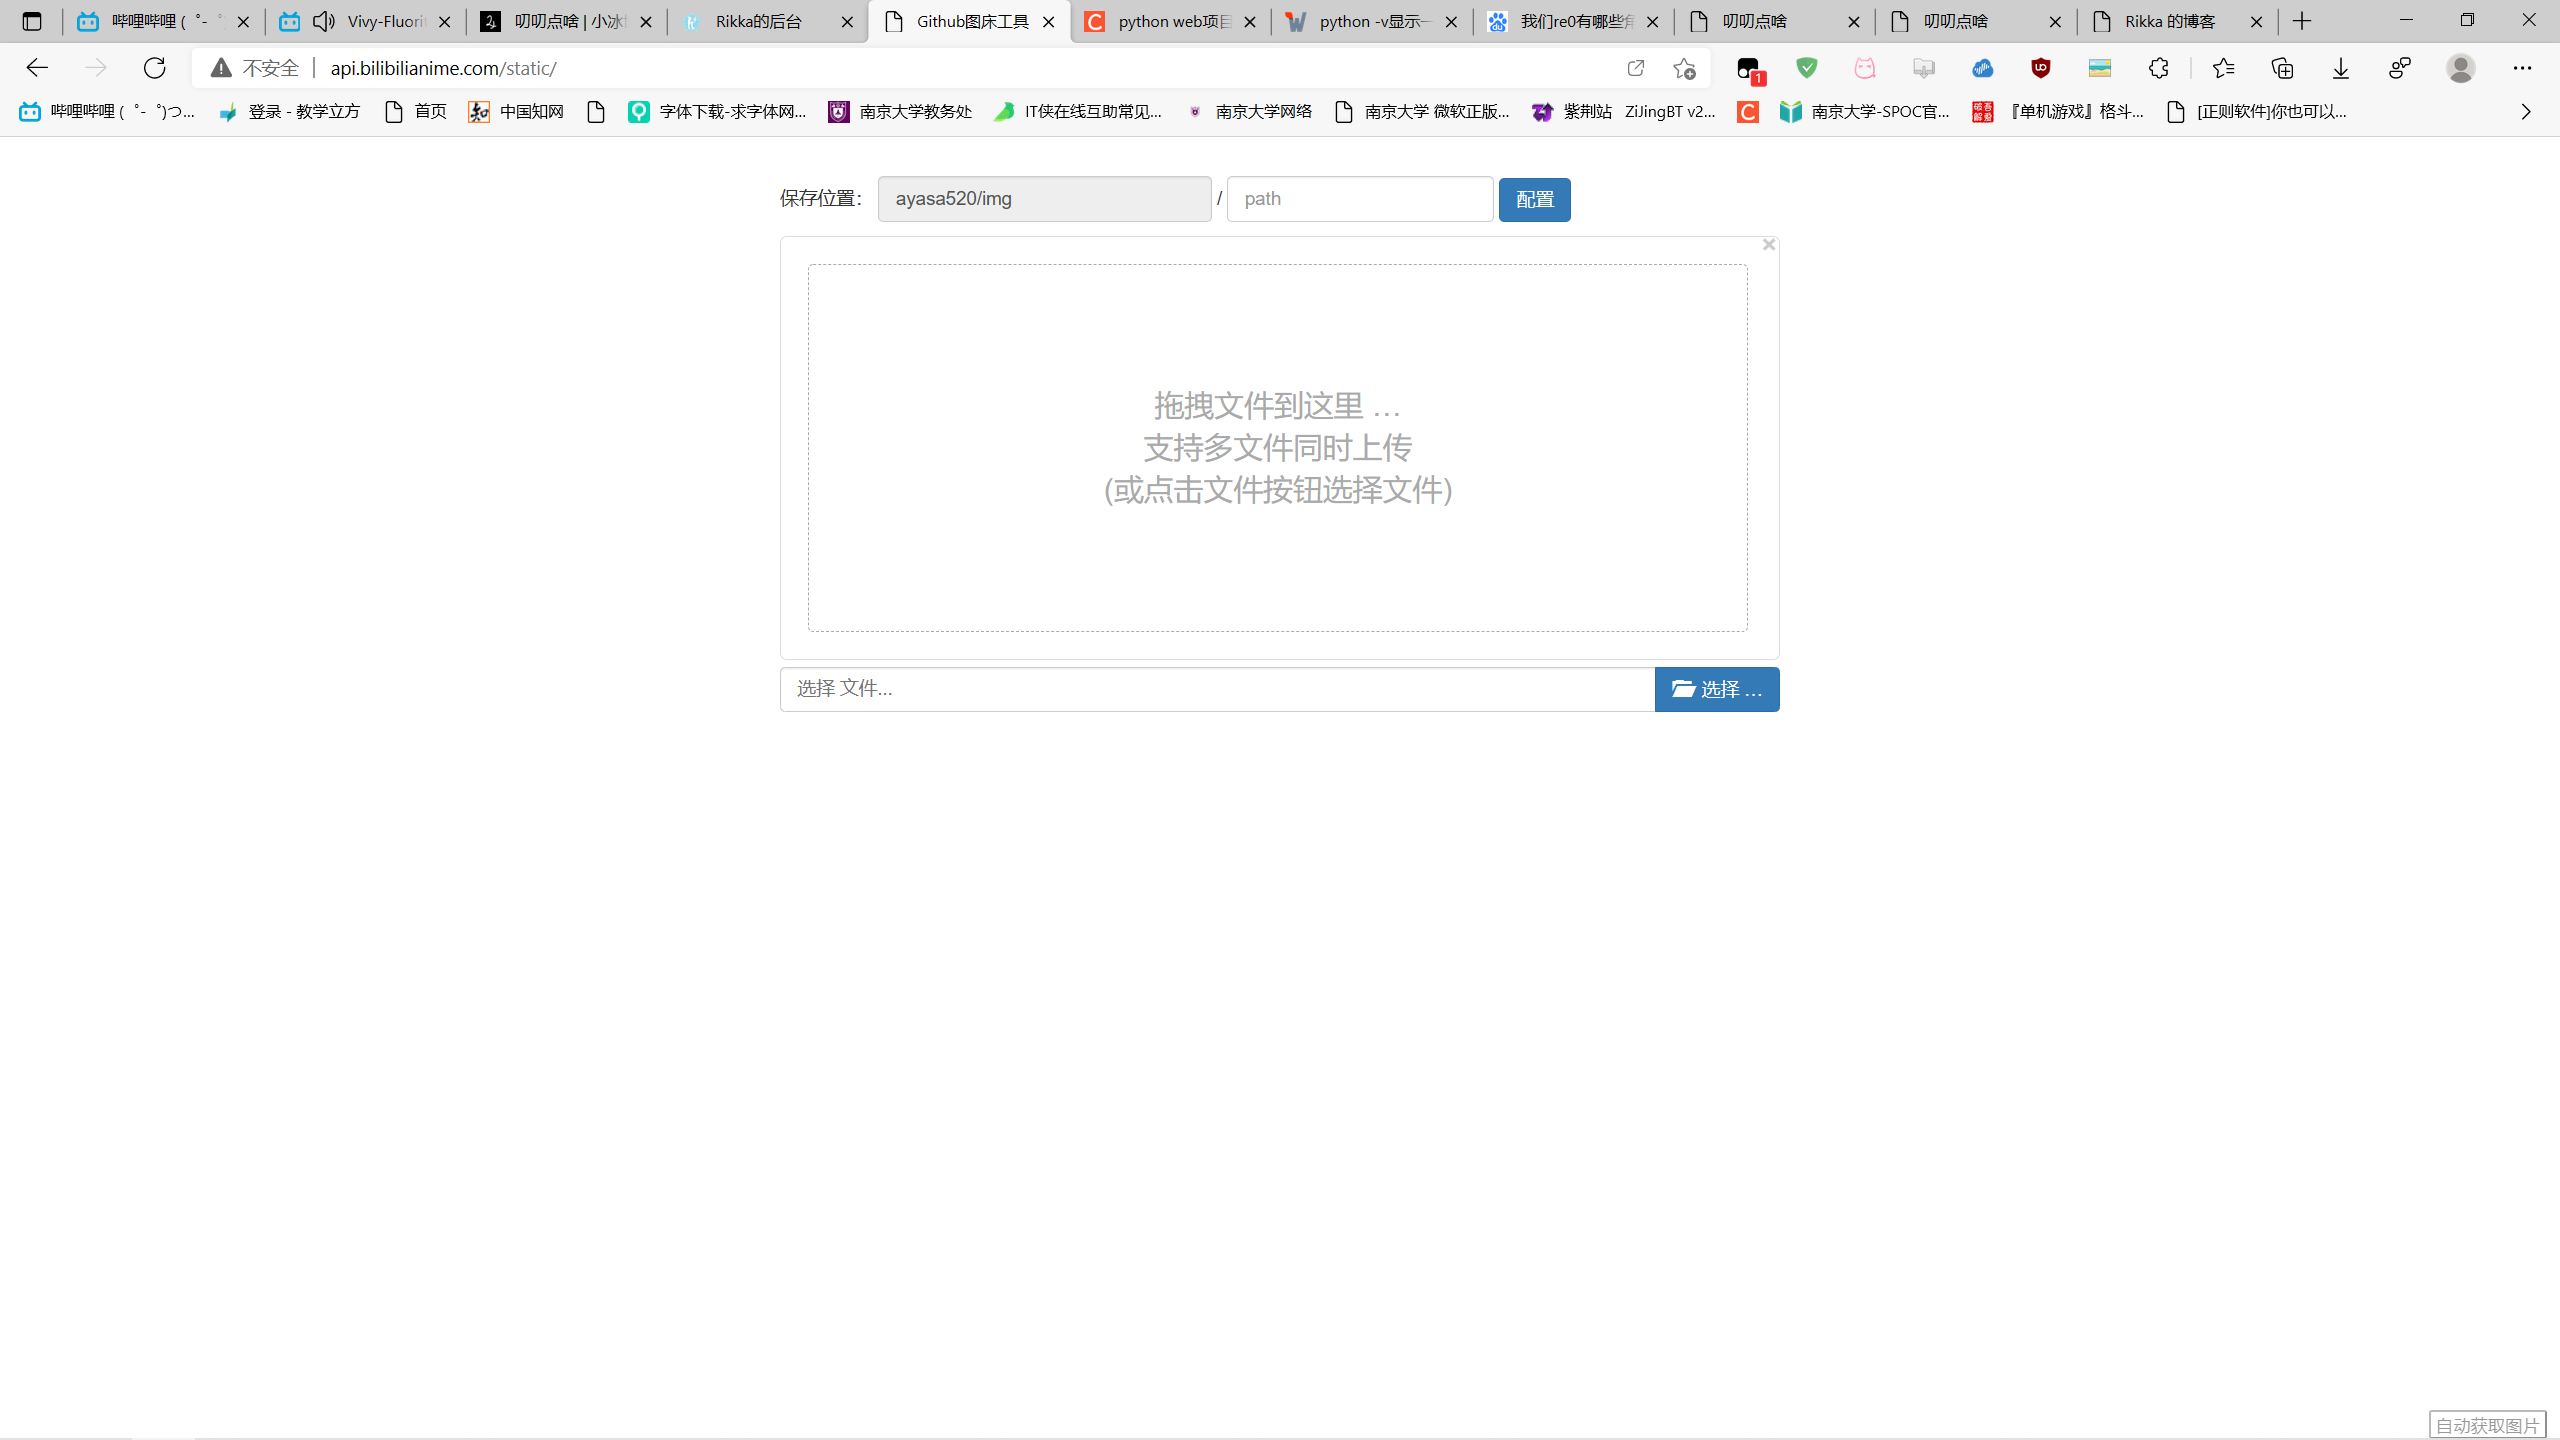 哔哩哔哩 (゜-゜
Vivy-Fluorit
叨叨点啥 | 小冰
Rikka的后台
Github图床工具
python web项目
python -v显示一
我们re0有哪些
叨叨点啥
叨叨点啥
Rikka 的博客
不安全 api.bilibilianime.com/static/
1
哔哩哔哩 (゜-゜)つ...
登录 - 教学立方
首页
中国知网
字体下载-求字体网...
南京大学教务处
IT侠在线互助常见...
南京大学网络
南京大学 微软正版...
紫荆站 ZiJingBT v2...
南京大学-SPOC官...
『单机游戏』格斗...
[正则软件]你也可以...
保存位置： ayasa520/img / path 配置
拖拽文件到这里 …
支持多文件同时上传
(或点击文件按钮选择文件)
选择 文件... 选择 …
自动获取图片